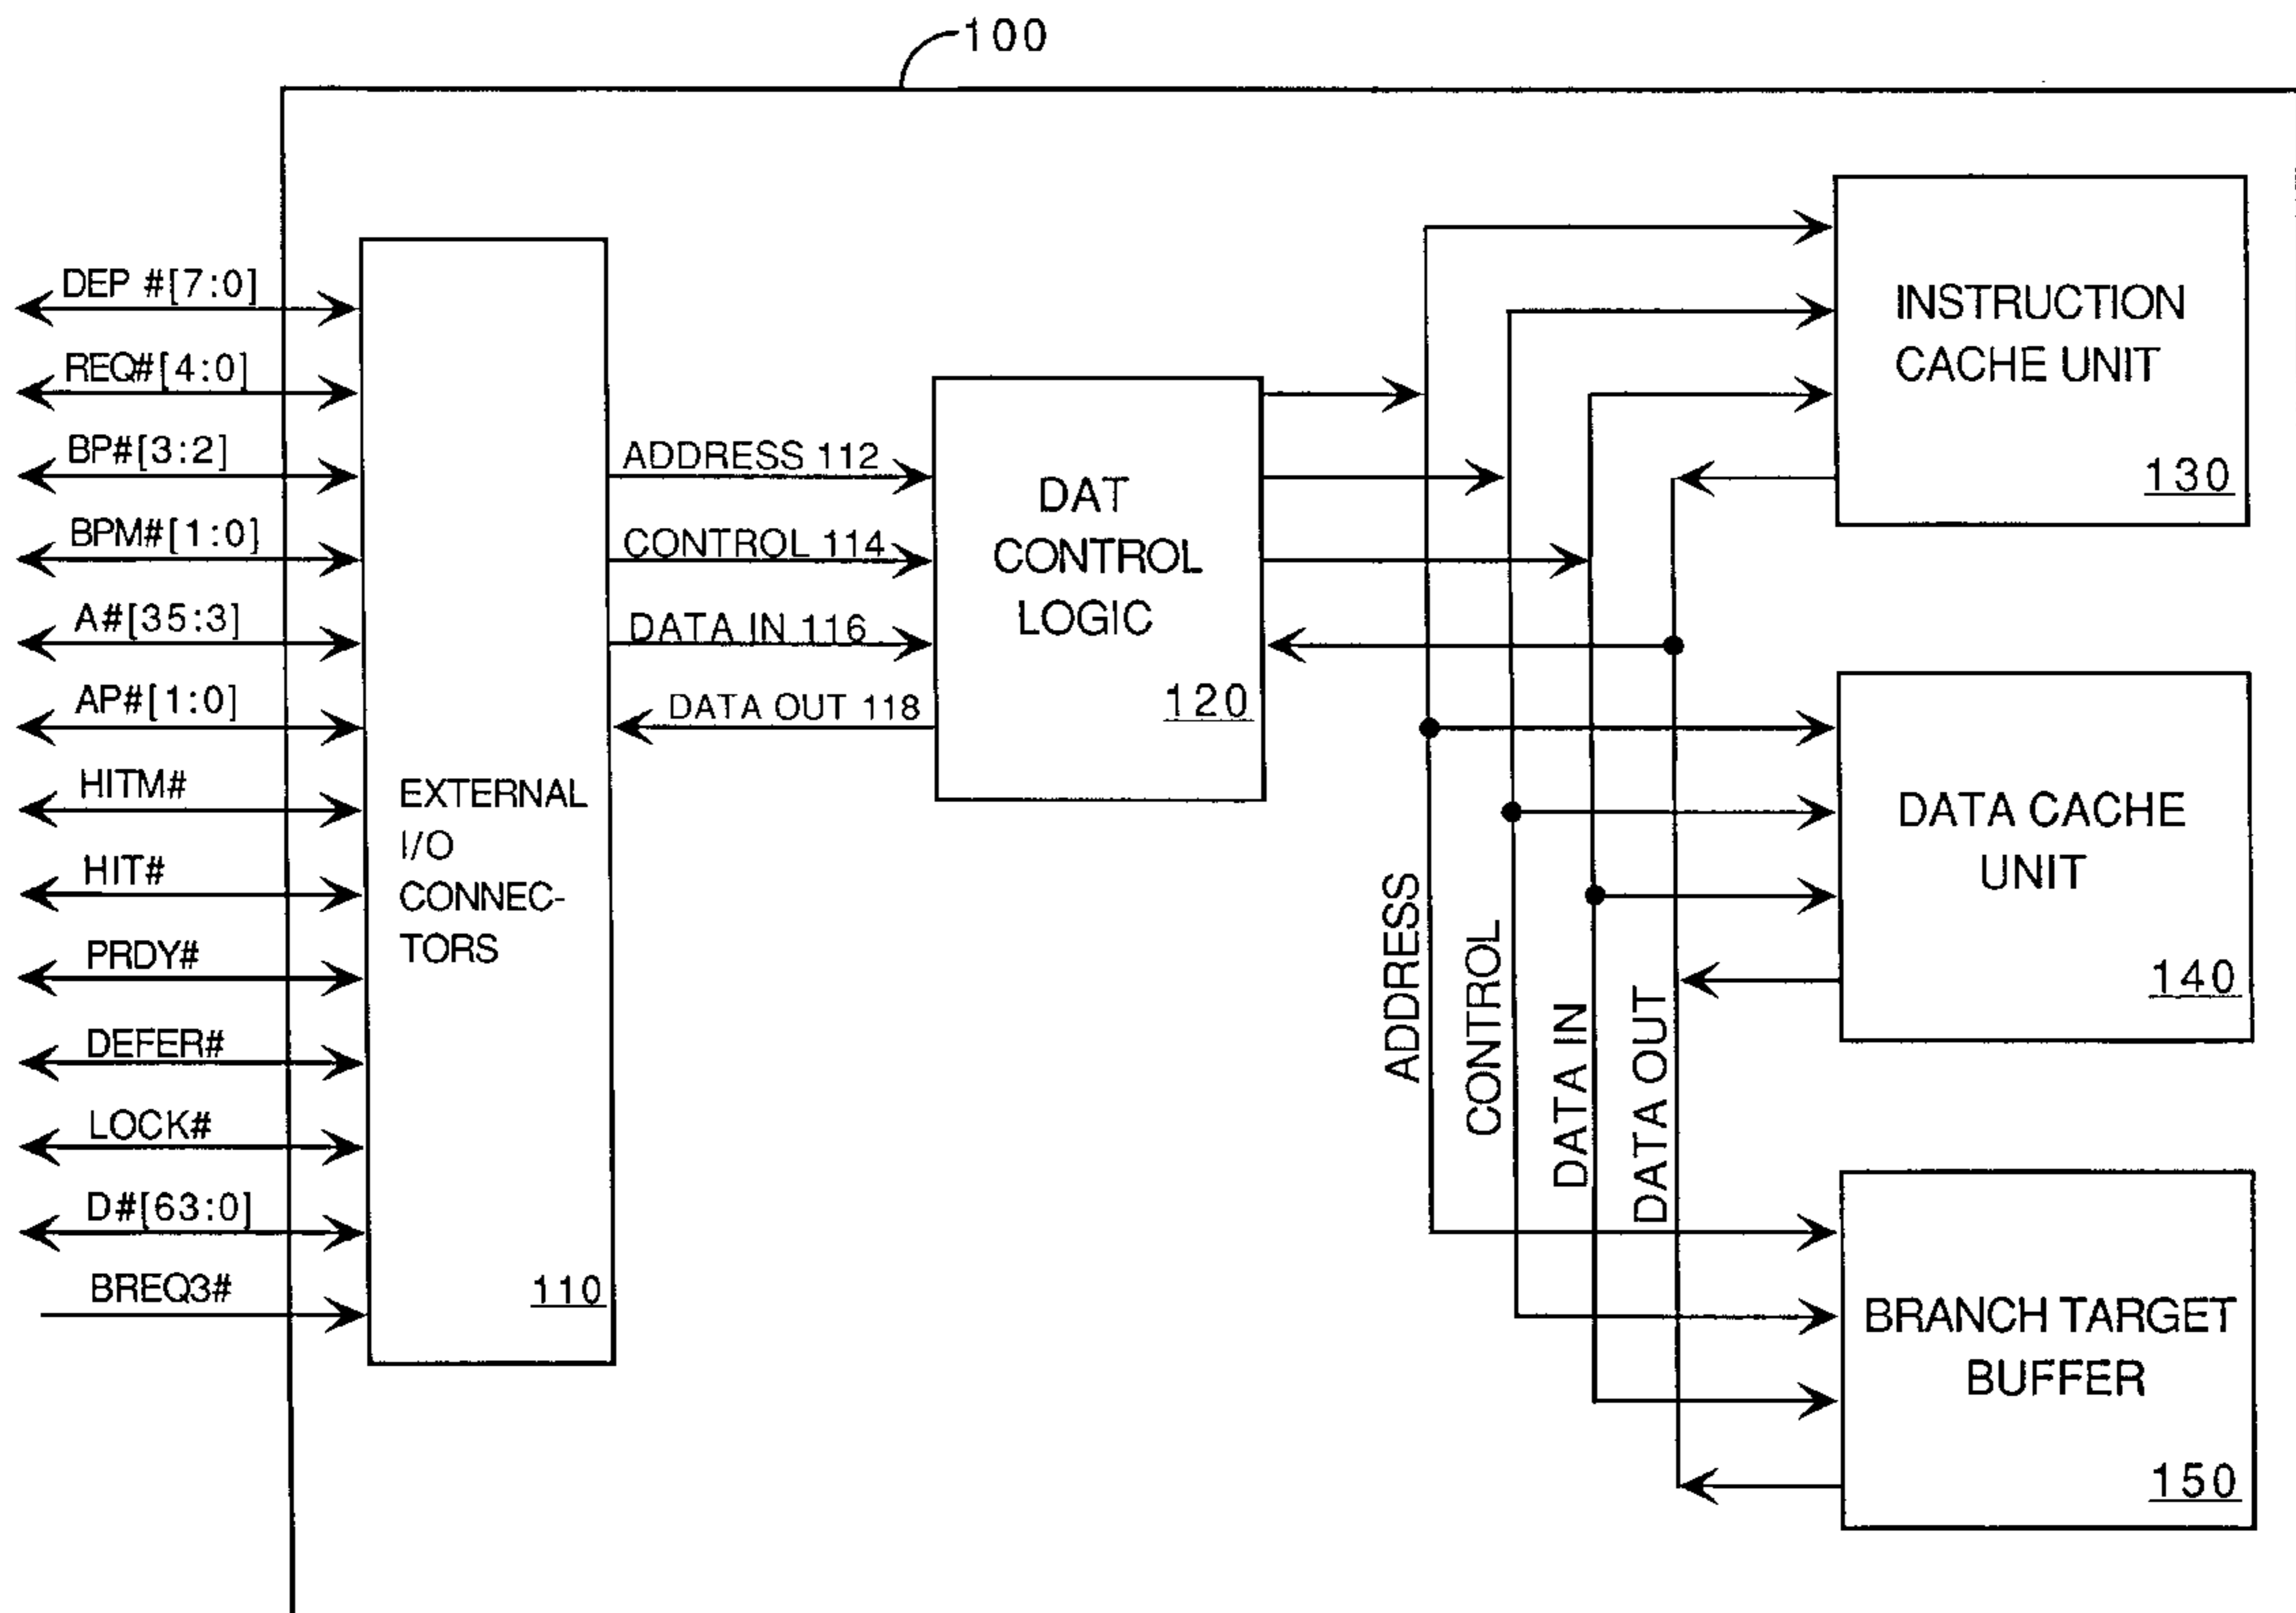 100
DEP #[7:0]
REQ#[4:0]
BP#[3:2]
BPM#[1:0]
A#[35:3]
AP#[1:0]
HITM#
HIT#
PRDY#
DEFER#
LOCK#
D#[63:0]
BREQ3#
EXTERNAL
I/O
CONNEC-
TORS
110
ADDRESS 112
CONTROL 114
DATA IN 116
DATA OUT 118
DAT
CONTROL
LOGIC
120
ADDRESS
CONTROL
DATA IN
DATA OUT
INSTRUCTION
CACHE UNIT
130
DATA CACHE
UNIT
140
BRANCH TARGET
BUFFER
150